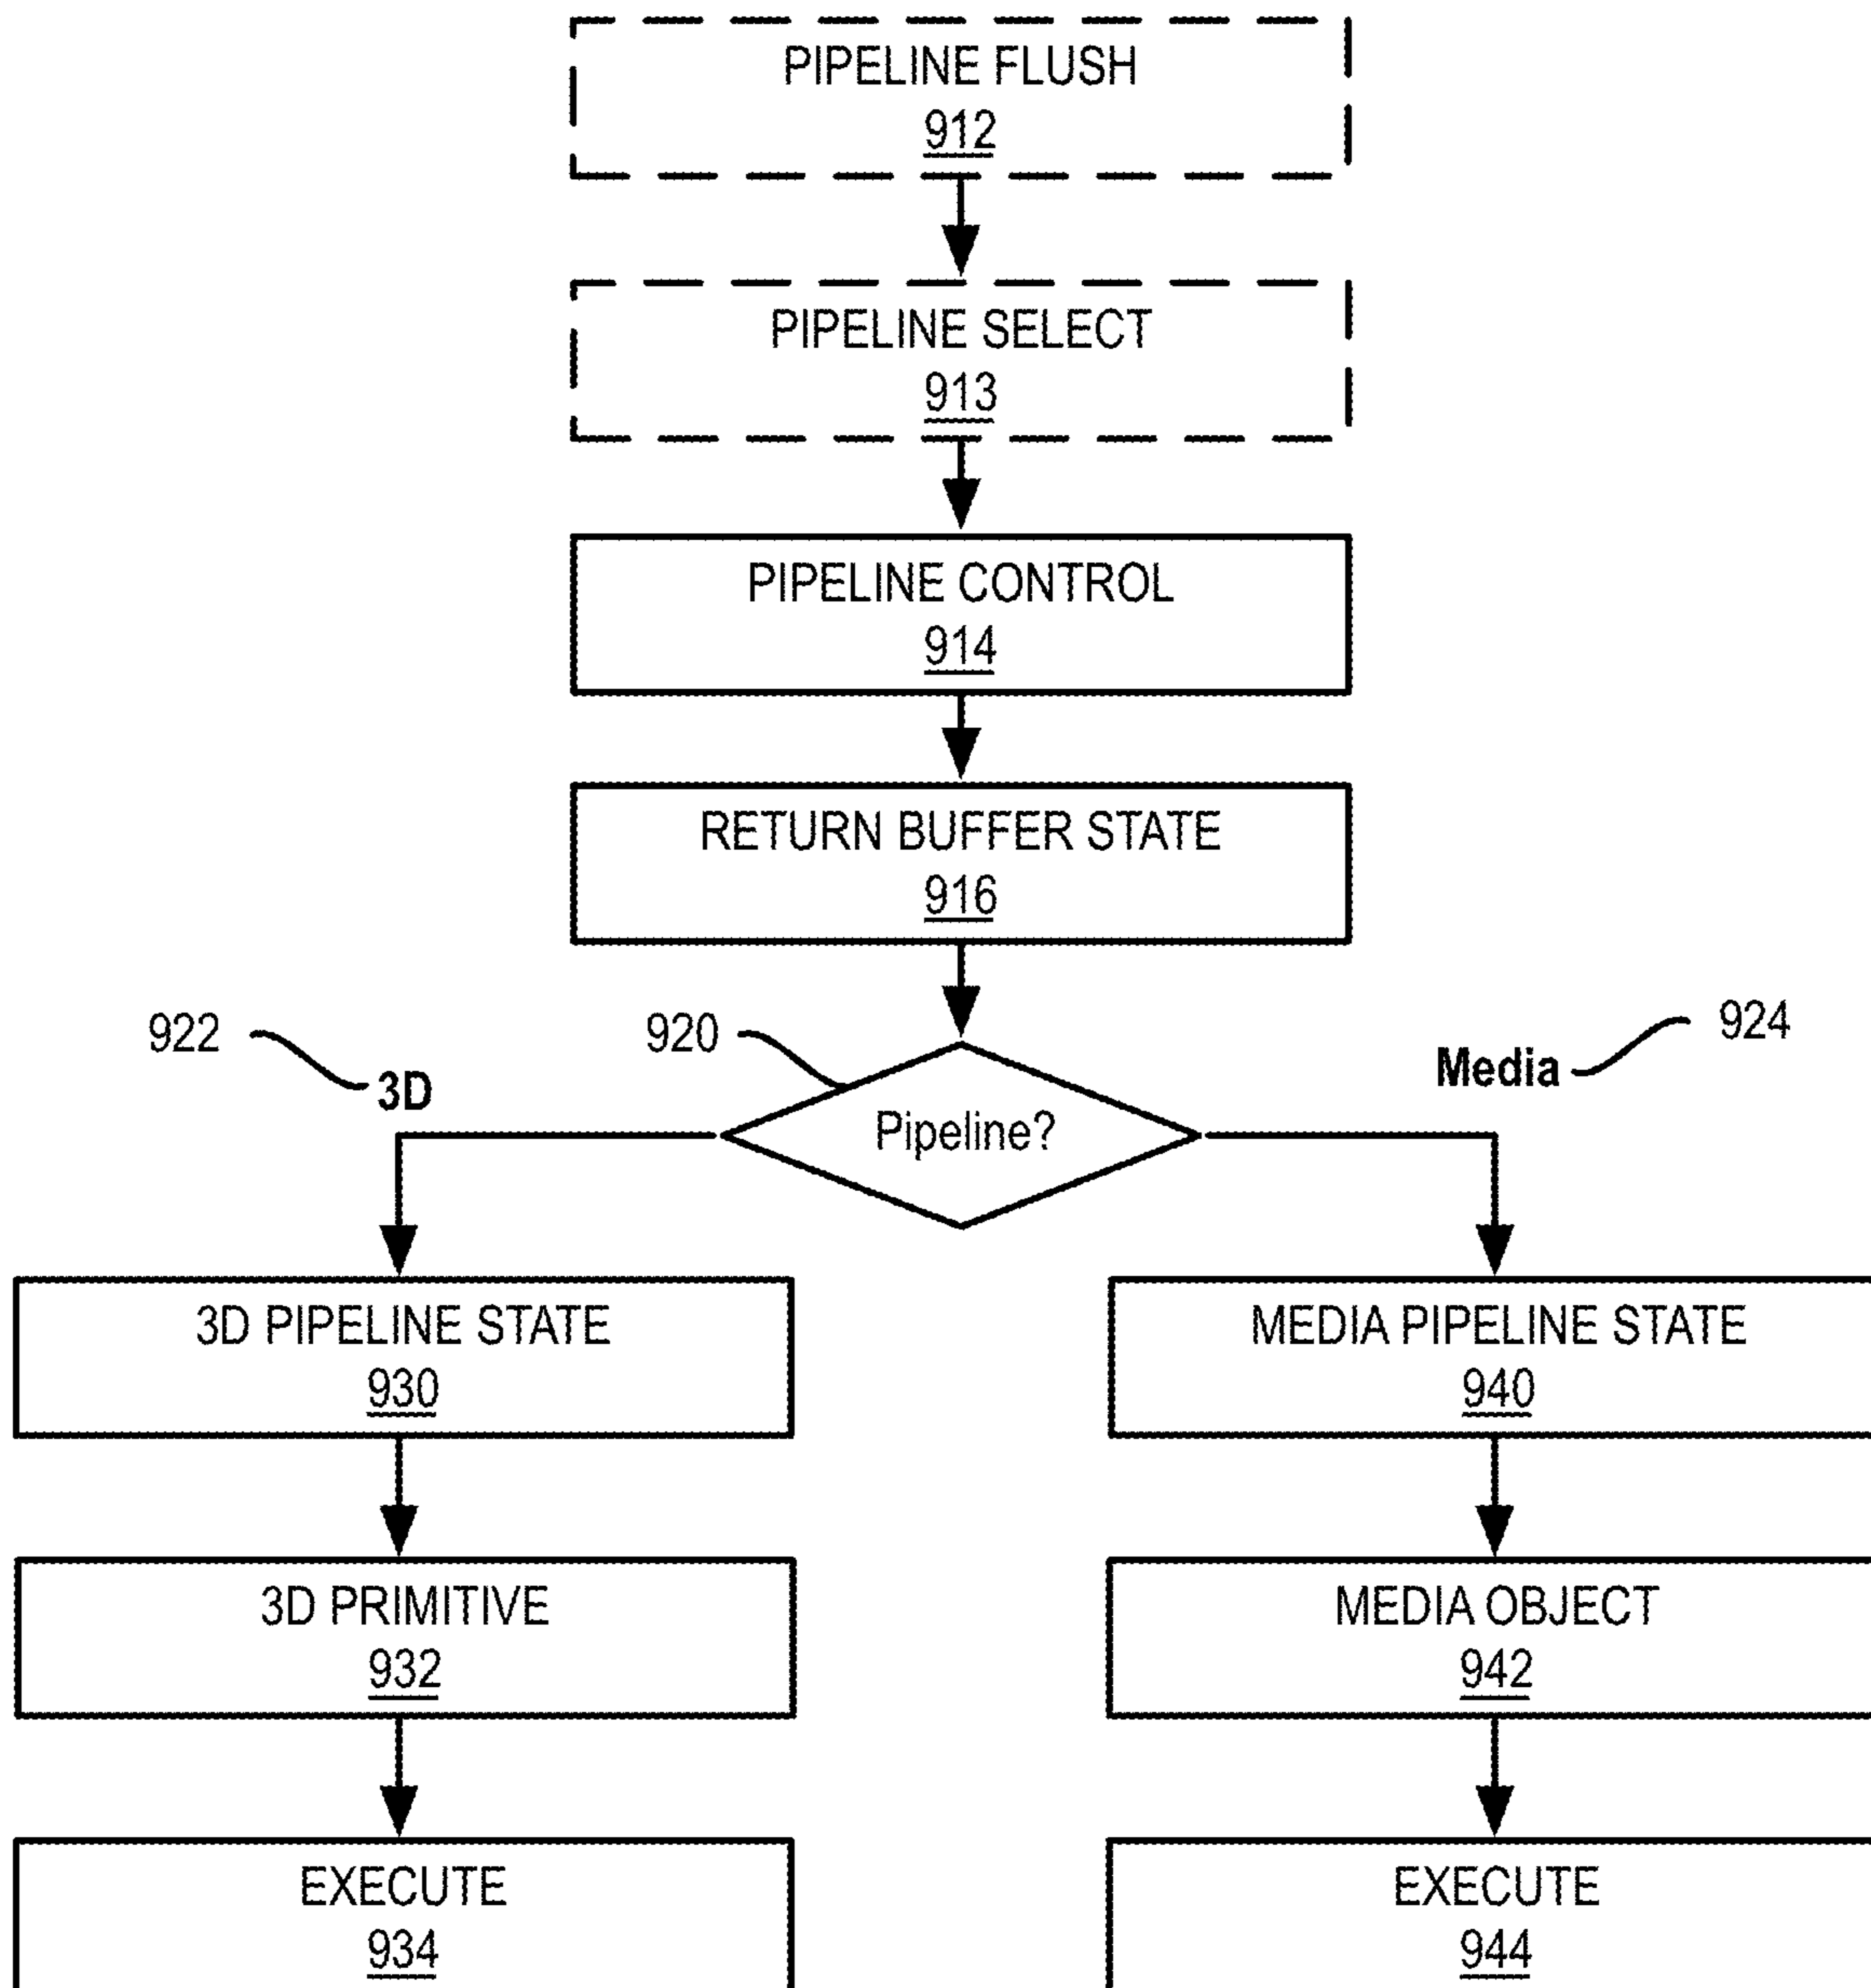 PIPELINE FLUSH
912
PIPELINE SELECT
913
PIPELINE CONTROL
914
RETURN BUFFER STATE
916
922
920
924
3D
Media
Pipeline?
3D PIPELINE STATE
930
MEDIA PIPELINE STATE
940
3D PRIMITIVE
932
MEDIA OBJECT
942
EXECUTE
934
EXECUTE
944